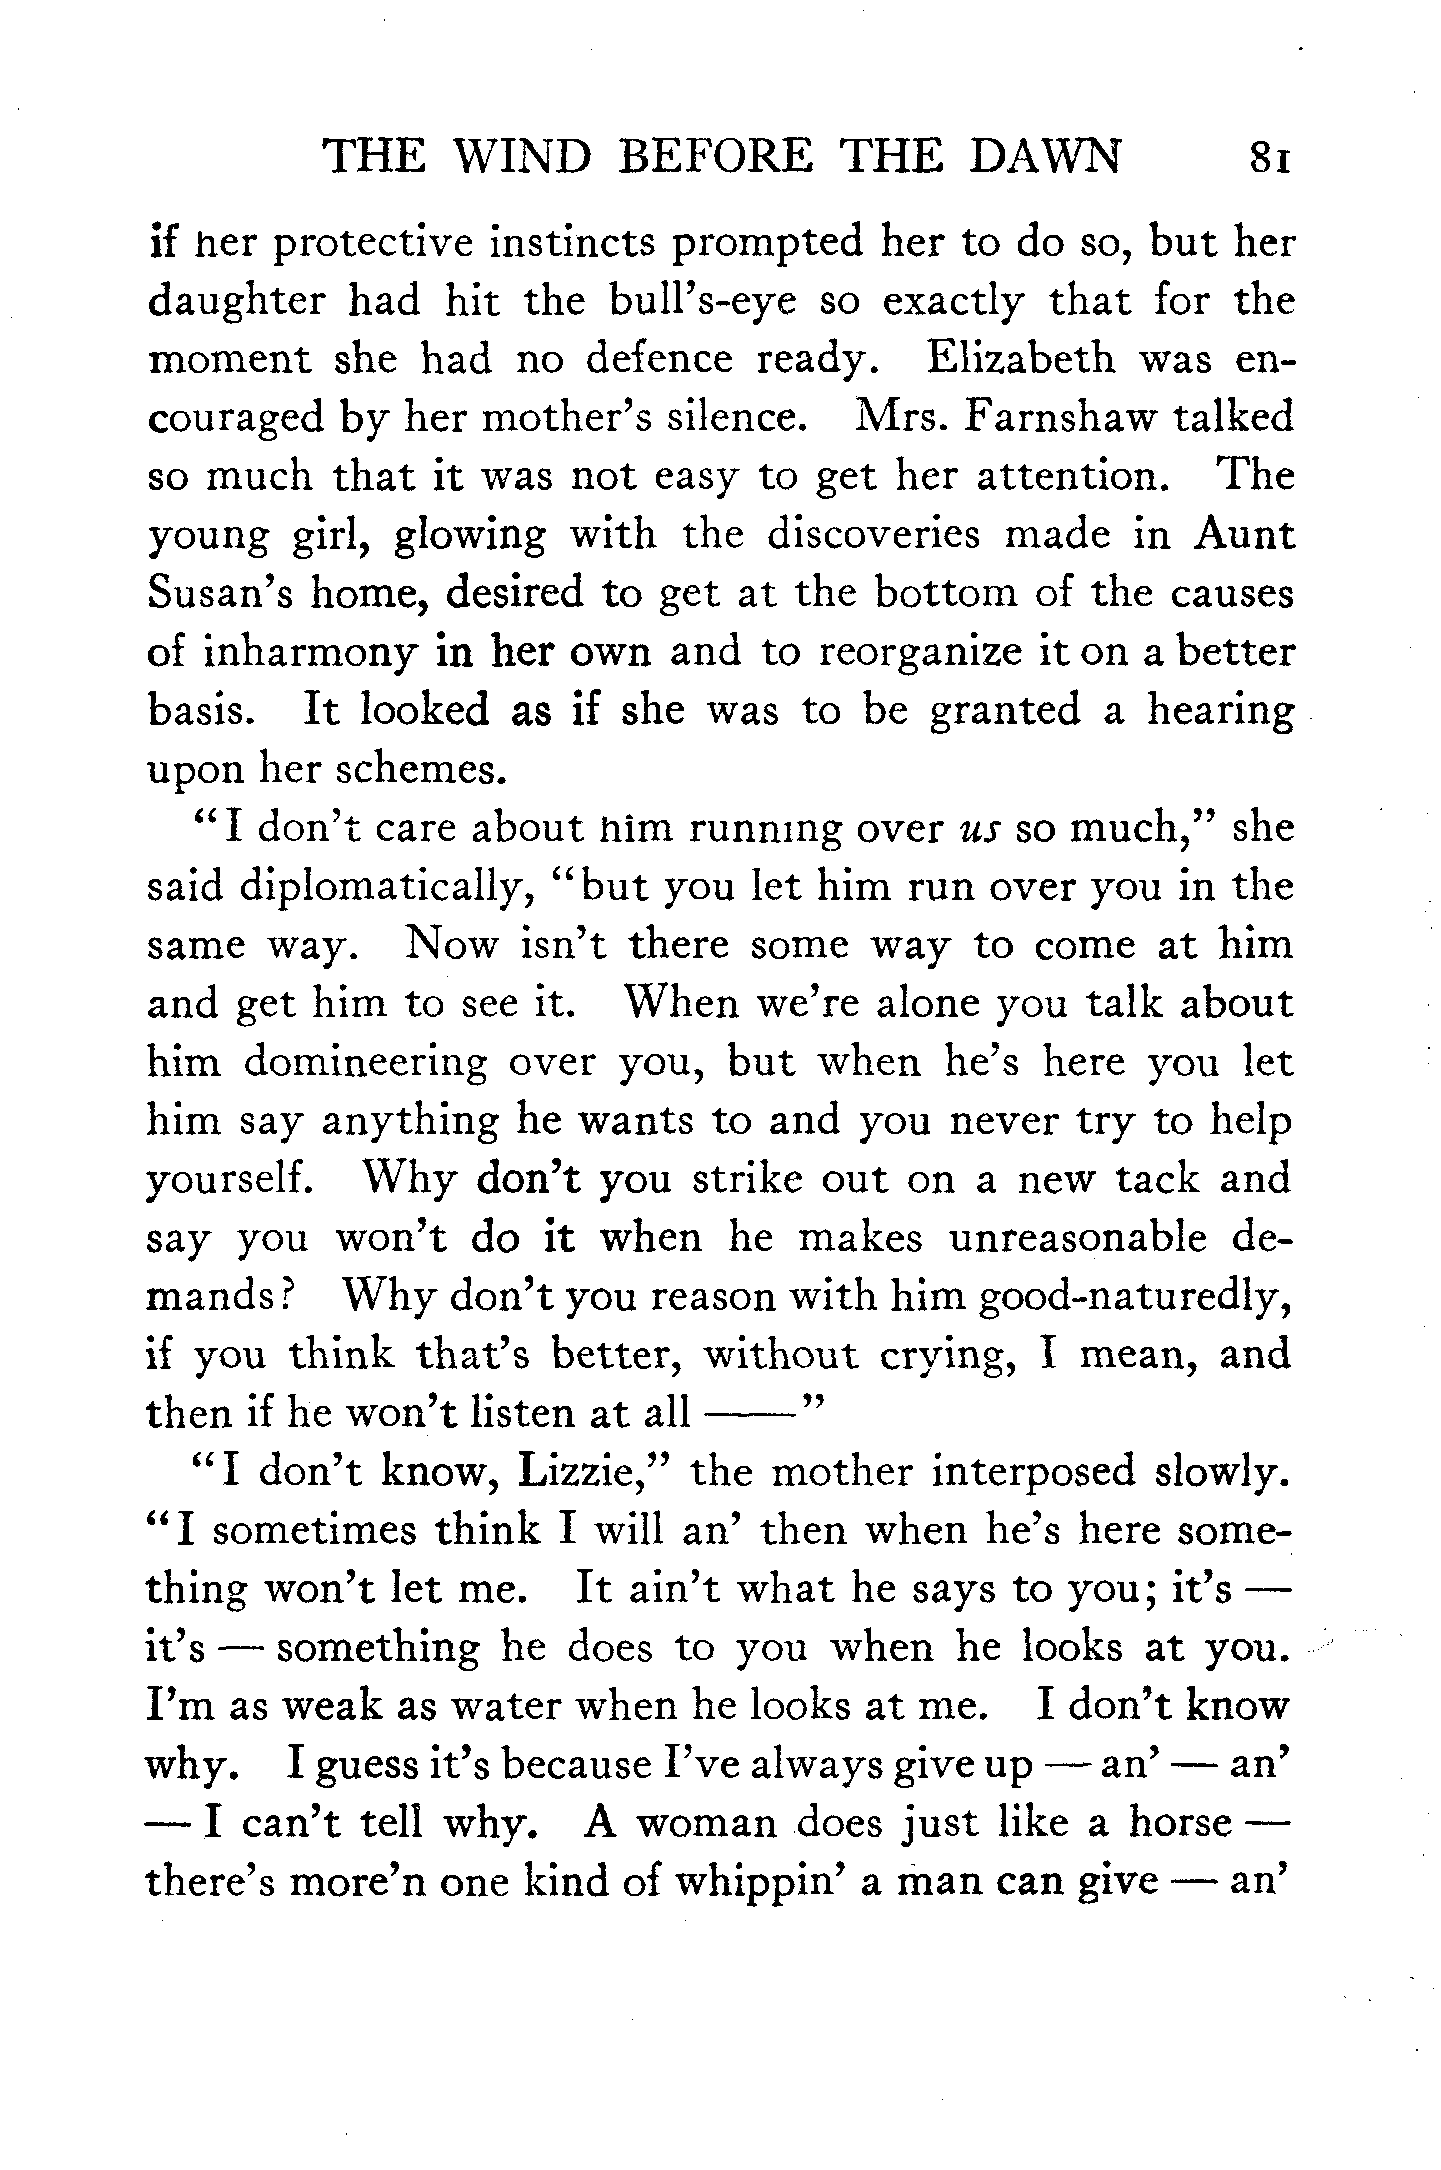 THE WIND BEFORE THE DAWN 81
if her protective instincts prompted her to do so, but her
daughter had hit the bull's-eye so exactly that for the
moment she had no defence ready. Elizabeth was en-
couraged by her mother's silence. Mrs. Farnshaw talked
so much that it was not easy to get her attention. The
young girl, glowing with the discoveries made in Aunt
Susan's home, desired to get at the bottom of the causes
of inharmony in her own and to reorganize it on a better
basis. It looked as if she was to be granted a hearing
upon her schemes.
"I don't care about him running over us so much," she
said diplomatically, "but you let him run over you in the
same way. Now isn't there some way to come at him
and get him to see it. When we're alone you talk about
him domineering over you, but when he's here you let
him say anything he wants to and you never try to help
yourself. Why don't you strike out on a new tack and
say you won't do it when he makes unreasonable de-
mands? Why don't you reason with him good-naturedly,
if you think that's better, without crying, I mean, and
then if he won't listen at all ——"
"I don't know, Lizzie," the mother interposed slowly.
"I sometimes think I will an' then when he's here some-
thing won't let me. It ain't what he says to you; it's —
it's — something he does to you when he looks at you.
I'm as weak as water when he looks at me. I don't know
why. I guess it's because I've always give up — an' — an'
— I can't tell why. A woman does just like a horse —
there's more'n one kind of whippin' a man can give — an'